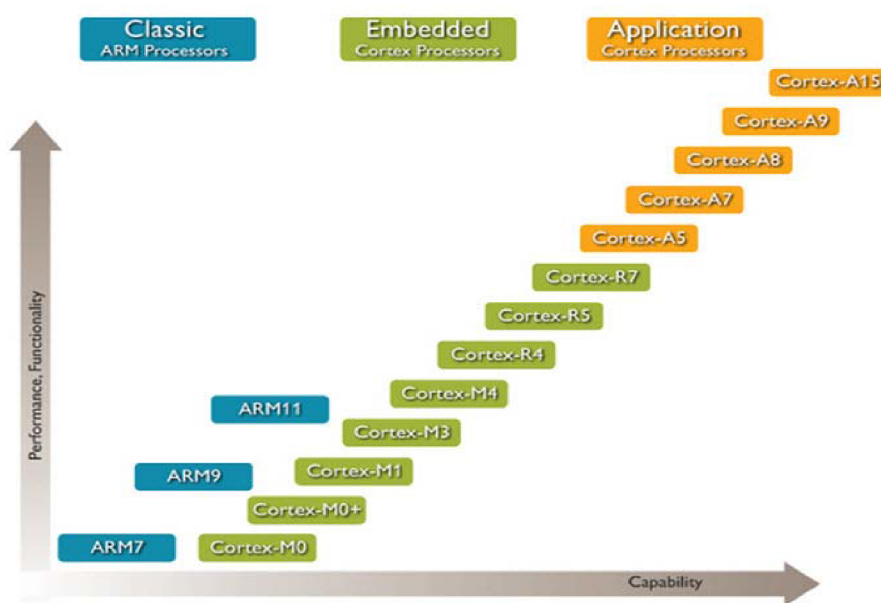 Classic
ARM Processors
Embedded
Cortex Processors
Application
Cortex Processors
Cortex-A15
Cortex-A9
Cortex-A8
Cortex-A7
Cortex-A5
Cortex-R7
Cortex-R5
Cortex-R4
Cortex-M4
ARM11
Cortex-M3
Cortex-M1
ARM9
Cortex-M0+
ARM7
Cortex-M0
Performance, Functionality
Capability